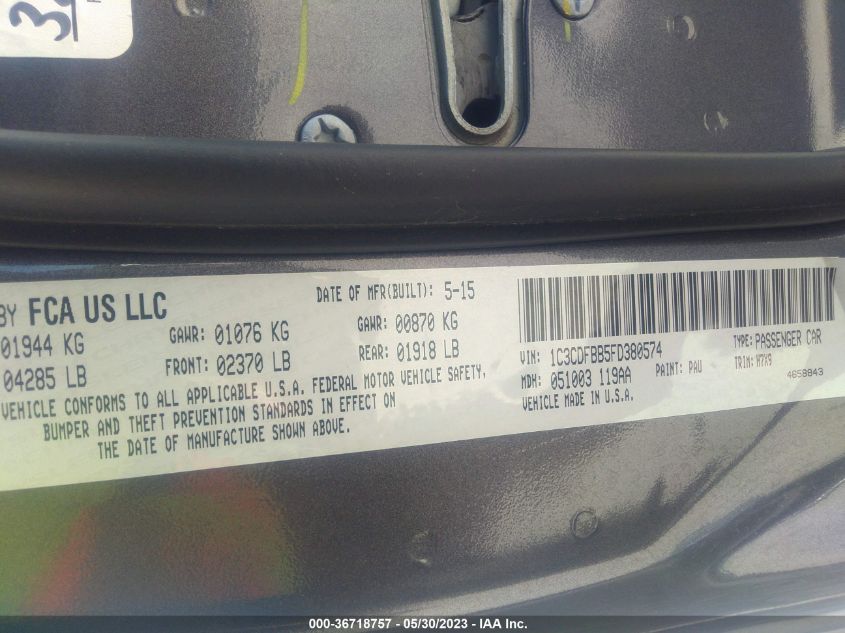 BY FCA US LLC DATE OF MFR(BUILT): 5-15
01944 KG GAWR: 01076 KG GAWR: 00870 KG
04285 LB FRONT: 02370 LB REAR: 01918 LB
VEHICLE CONFORMS TO ALL APPLICABLE U.S.A. FEDERAL MOTOR VEHICLE SAFETY,
BUMPER AND THEFT PREVENTION STANDARDS IN EFFECT ON
THE DATE OF MANUFACTURE SHOWN ABOVE.
VIN: 1C3CDFBB5FD380574 TYPE: PASSENGER CAR
MDH: 051003 119AA PAINT: PAU TRIM: H7X9
VEHICLE MADE IN U.S.A. 4658843
000-36718757 - 05/30/2023 - IAA Inc.